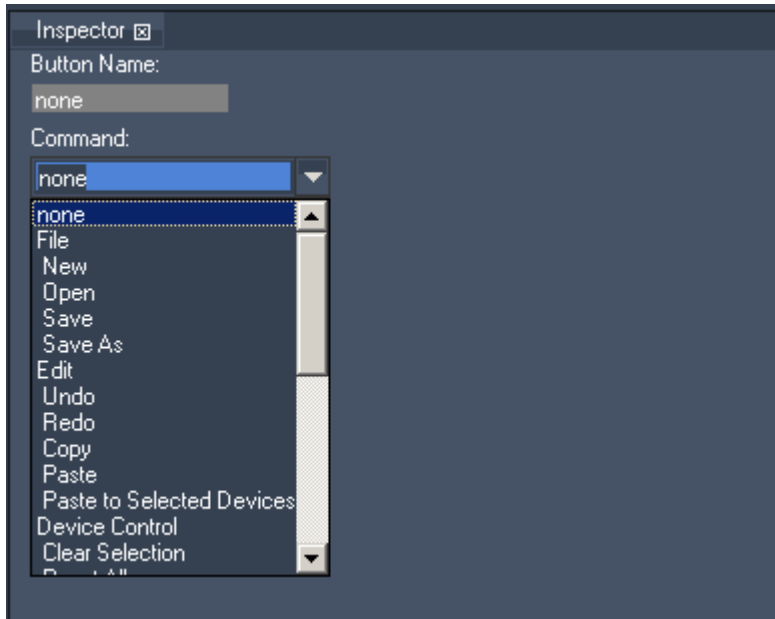 Inspector
Button Name:
none
Command:
none
none
File
New
Open
Save
Save As
Edit
Undo
Redo
Copy
Paste
Paste to Selected Devices
Device Control
Clear Selection